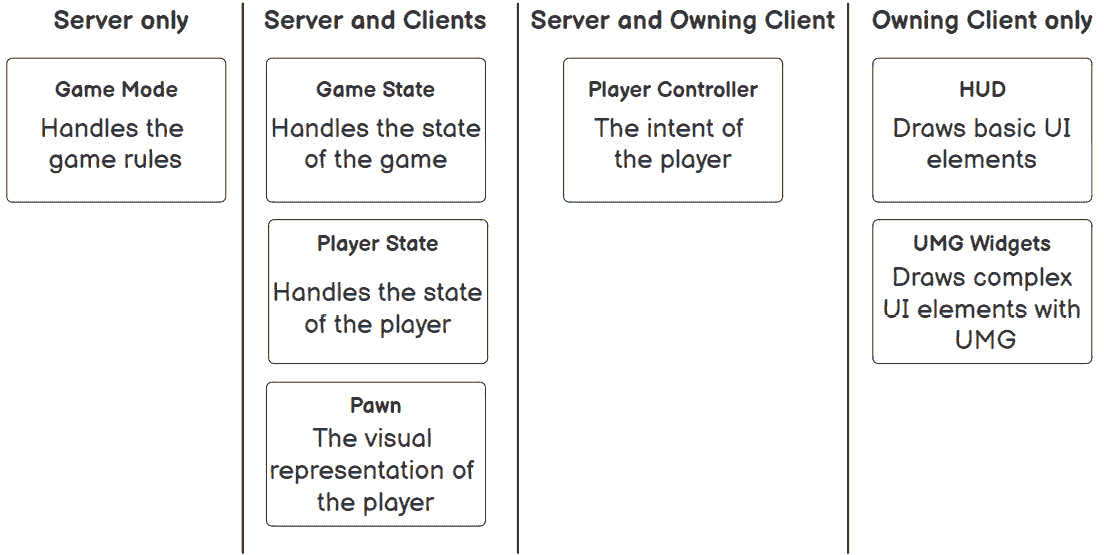 Server only
Game Mode
Handles the
game rules
Server and Clients
Game State
Handles the state
of the game
Player State
Handles the state
of the player
Pawn
The visual
representation of
the player
Server and Owning Client
Player Controller
The intent of
the player
Owning Client only
HUD
Draws basic UI
elements
UMG Widgets
Draws complex
UI elements with
UMG